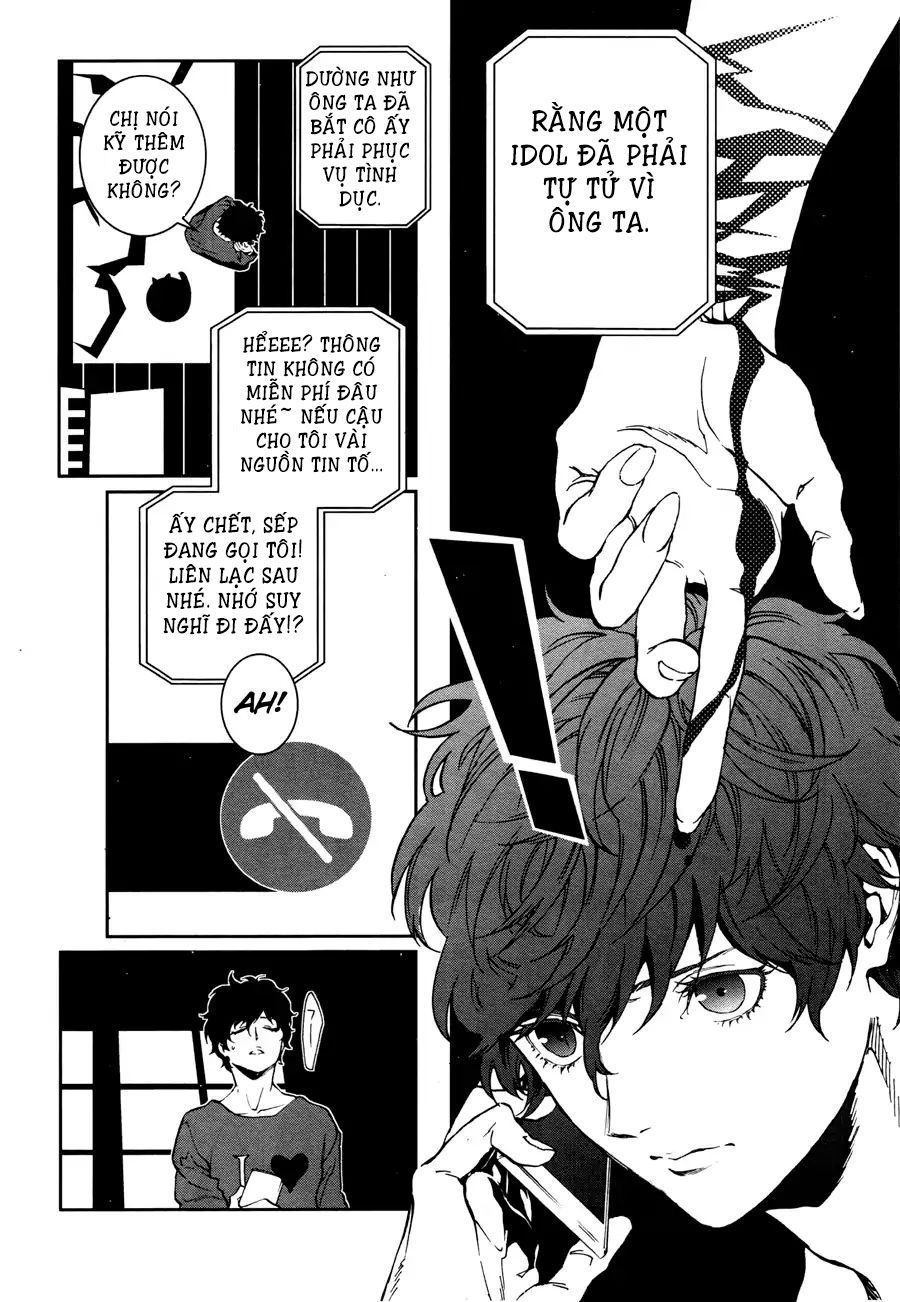 RẰNG MỘT
IDOL ĐÃ PHẢI
TỰ TỬ VÌ
ÔNG TA.
DƯỜNG NHƯ
ÔNG TA ĐÃ
BẮT CÔ ẤY
PHẢI PHỤC
VỤ TÌNH
DỤC.
CHỊ NÓI
KỸ THÊM
ĐƯỢC
KHÔNG?
HỂEEE? THÔNG
TIN KHÔNG CÓ
MIỄN PHÍ ĐÂU
NHÉ~ NẾU CẬU
CHO TÔI VÀI
NGUỒN TIN TỐ...
ẤY CHẾT, SẾP
ĐANG GỌI TÔI!
LIÊN LẠC SAU
NHÉ. NHỚ SUY
NGHĨ ĐI ĐẤY!?
AH!
!
I